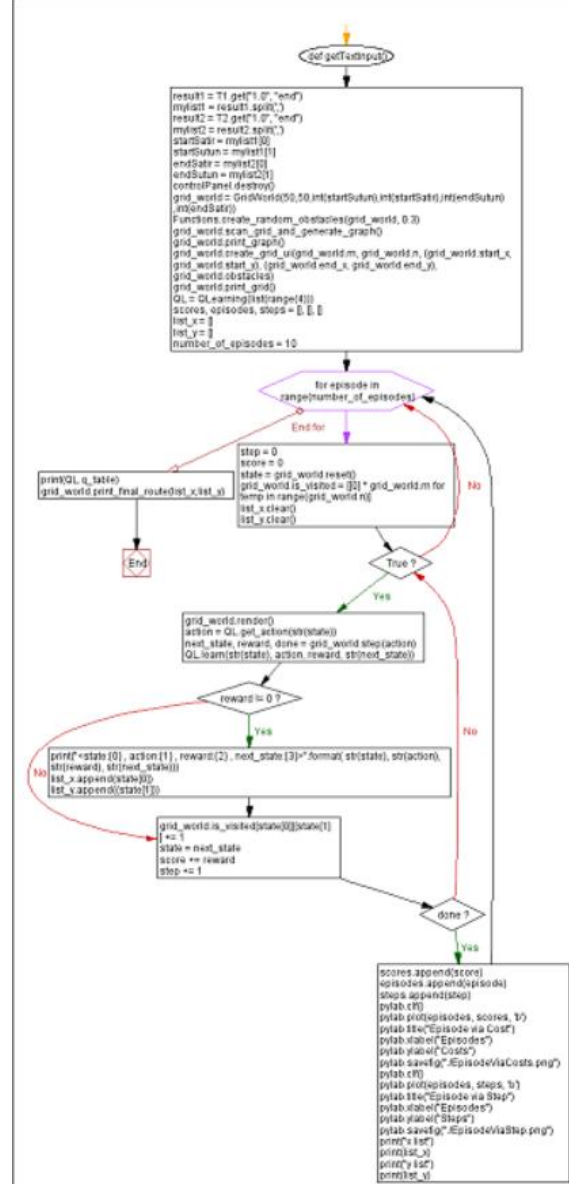 def getTextInput()
result1 = T1.get("1.0", "end")
mylist1 = result1.split(',')
result2 = T2.get("1.0", "end")
mylist2 = result2.split(',')
startSatir = mylist1[0]
startSutun = mylist1[1]
endSatir = mylist2[0]
endSutun = mylist2[1]
controlPanel.destroy()
grid_world = GridWorld(50,50,int(startSutun),int(startSatir),int(endSutun)
,int(endSatir))
Functions.create_random_obstacles(grid_world, 0.3)
grid_world.scan_grid_and_generate_graph()
grid_world.print_graph()
grid_world.create_grid_ui(grid_world.m, grid_world.n, (grid_world.start_x,
grid_world.start_y), (grid_world.end_x, grid_world.end_y),
grid_world.obstacles)
grid_world.print_grid()
QL = QLearning(list(range(4)))
scores, episodes, steps = [], [], []
list_x = []
list_y = []
number_of_episodes = 10
for episode in
range(number_of_episodes)
End for
print(QL.q_table)
grid_world.print_final_route(list_x,list_y)
End
step = 0
score = 0
state = grid_world.reset()
grid_world.is_visited = [[0] * grid_world.m for
temp in range(grid_world.n)]
list_x.clear()
list_y.clear()
No
True ?
Yes
grid_world.render()
action = QL.get_action(str(state))
next_state, reward, done = grid_world.step(action)
QL.learn(str(state), action, reward, str(next_state))
reward != 0 ?
Yes
No
No
print("<state:{0} , action:{1} , reward:{2} , next_state:{3}>".format( str(state), str(action),
str(reward), str(next_state)))
list_x.append(state[0])
list_y.append((state[1]))
grid_world.is_visited[state[0]][state[1]
] += 1
state = next_state
score += reward
step += 1
done ?
Yes
scores.append(score)
episodes.append(episode)
steps.append(step)
pylab.clf()
pylab.plot(episodes, scores, 'b')
pylab.title("Episode via Cost")
pylab.xlabel("Episodes")
pylab.ylabel("Costs")
pylab.savefig("./EpisodeViaCosts.png")
pylab.clf()
pylab.plot(episodes, steps, 'b')
pylab.title("Episode via Step")
pylab.xlabel("Episodes")
pylab.ylabel("Steps")
pylab.savefig("./EpisodeViaStep.png")
print("x list")
print(list_x)
print("y list")
print(list_y)